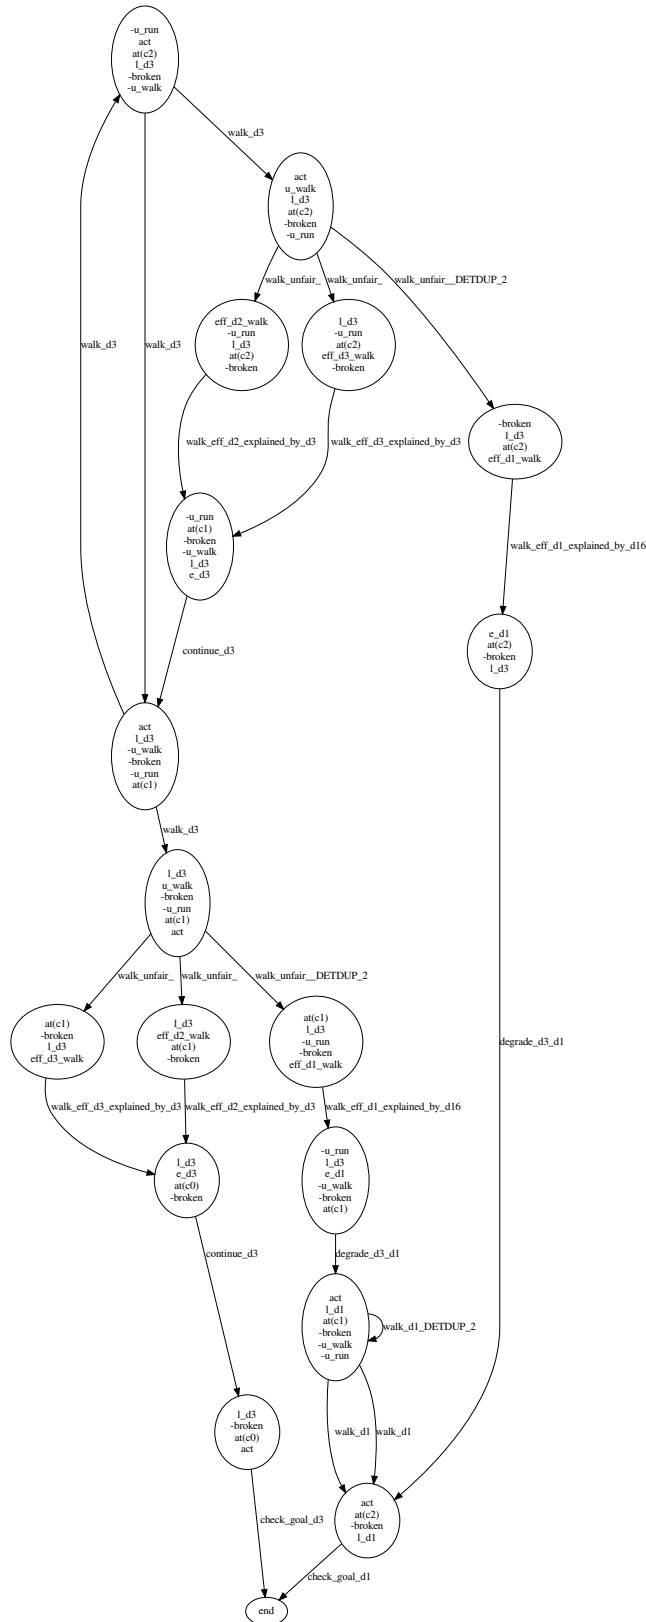 -u_run
act
at(c2)
l_d3
-broken
-u_walk
walk_d3
act
u_walk
l_d3
at(c2)
-broken
-u_run
walk_unfair_
walk_unfair_
walk_unfair__DETDUP_2
eff_d2_walk
-u_run
l_d3
at(c2)
-broken
l_d3
-u_run
at(c2)
eff_d3_walk
-broken
walk_d3
walk_d3
-broken
l_d3
at(c2)
eff_d1_walk
walk_eff_d2_explained_by_d3
walk_eff_d3_explained_by_d3
-u_run
at(c1)
-broken
-u_walk
l_d3
e_d3
walk_eff_d1_explained_by_d16
e_d1
at(c2)
-broken
l_d3
continue_d3
act
l_d3
-u_walk
-broken
-u_run
at(c1)
walk_d3
l_d3
u_walk
-broken
-u_run
at(c1)
act
walk_unfair_
walk_unfair_
walk_unfair__DETDUP_2
at(c1)
-broken
l_d3
eff_d3_walk
l_d3
eff_d2_walk
at(c1)
-broken
at(c1)
l_d3
-u_run
-broken
eff_d1_walk
degrade_d3_d1
walk_eff_d3_explained_by_d3
walk_eff_d2_explained_by_d3
walk_eff_d1_explained_by_d16
l_d3
e_d3
at(c0)
-broken
-u_run
l_d3
e_d1
-u_walk
-broken
at(c1)
continue_d3
degrade_d3_d1
act
l_d1
at(c1)
-broken
-u_walk
-u_run
walk_d1_DETDUP_2
l_d3
-broken
at(c0)
act
walk_d1
walk_d1
act
at(c2)
-broken
l_d1
check_goal_d3
check_goal_d1
end